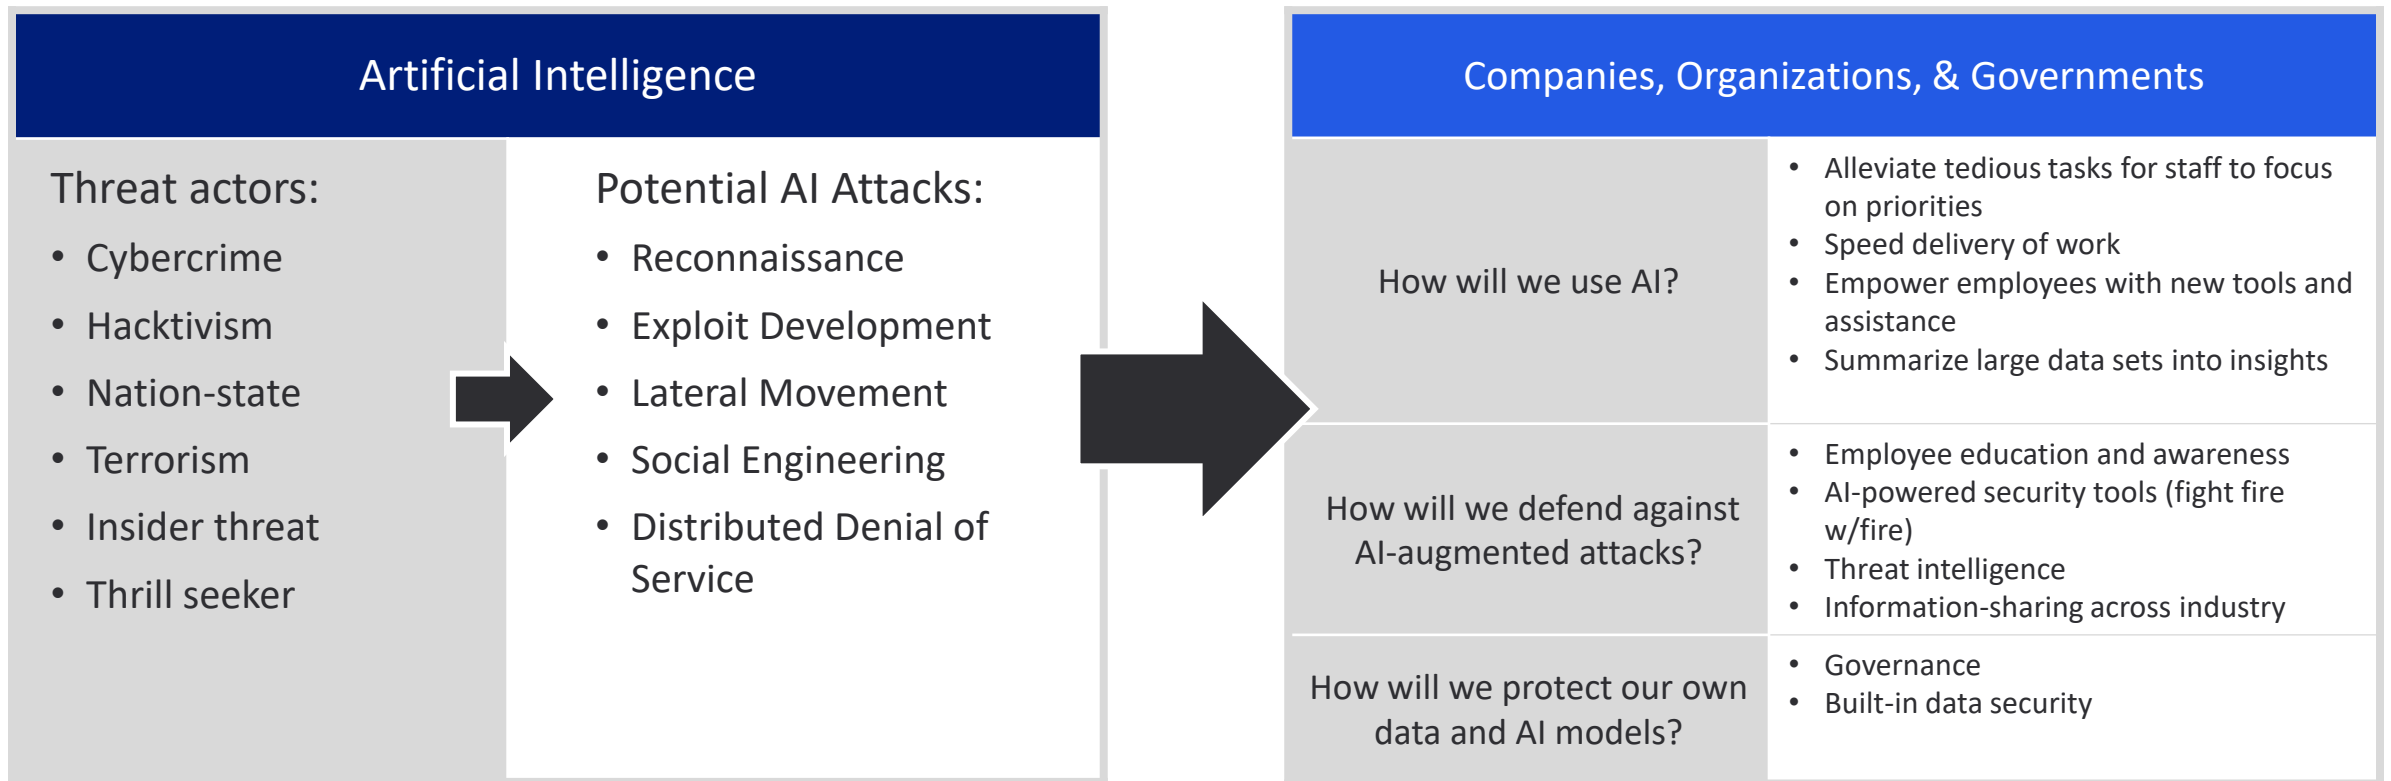 Artificial Intelligence
Threat actors:
• Cybercrime
• Hacktivism
• Nation-state
• Terrorism
• Insider threat
• Thrill seeker
Potential AI Attacks:
• Reconnaissance
• Exploit Development
• Lateral Movement
• Social Engineering
• Distributed Denial of
Service
Companies, Organizations, & Governments
How will we use AI?
• Alleviate tedious tasks for staff to focus
on priorities
• Speed delivery of work
• Empower employees with new tools and
assistance
• Summarize large data sets into insights
How will we defend against
AI-augmented attacks?
• Employee education and awareness
• AI-powered security tools (fight fire
w/fire)
• Threat intelligence
• Information-sharing across industry
How will we protect our own
data and AI models?
• Governance
• Built-in data security